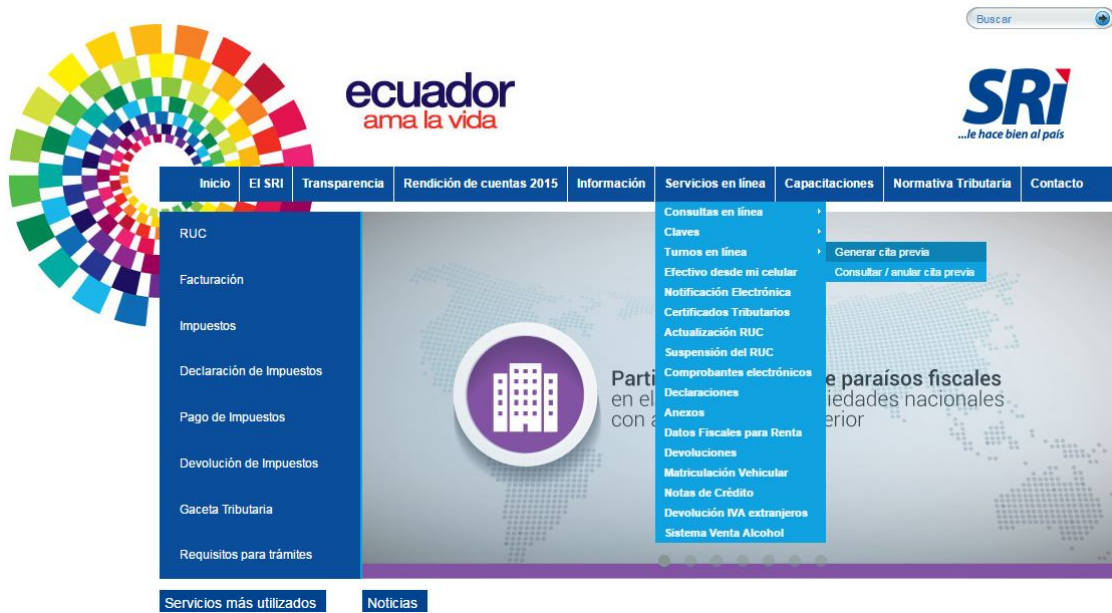 Buscar
ecuador
ama la vida
SRi
...le hace bien al país
Inicio El SRI Transparencia Rendición de cuentas 2015 Información Servicios en línea Capacitaciones Normativa Tributaria Contacto
RUC
Facturación
Impuestos
Declaración de Impuestos
Pago de Impuestos
Devolución de Impuestos
Gaceta Tributaria
Requisitos para trámites
Consultas en línea
Claves
Turnos en línea
Generar cita previa
Consultar / anular cita previa
Efectivo desde mi celular
Notificación Electrónica
Certificados Tributarios
Actualización RUC
Suspensión del RUC
Comprobantes electrónicos
Declaraciones
Anexos
Datos Fiscales para Renta
Devoluciones
Matriculación Vehicular
Notas de Crédito
Devolución IVA extranjeros
Sistema Venta Alcohol
paraísos fiscales
en el nacionales
con
Servicios más utilizados Noticias